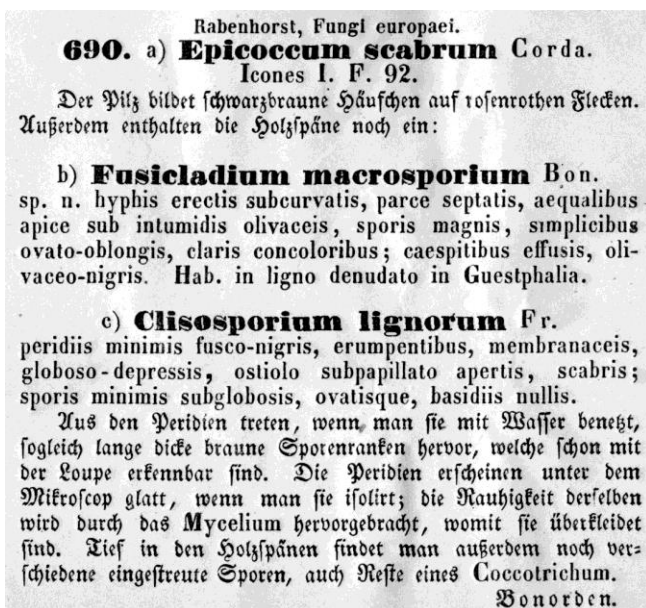 Rabenhorst, Fungi europaei.
690. a) Epicoccum scabrum Corda.
Icones I. F. 92.
Der Pilz bildet schwarzbraune Häufchen auf rosenrothen Flecken.
Außerdem enthalten die Holzspäne noch ein:
b) Fusicladium macrosporium Bon.
sp. n. hyphis erectis subcurvatis, parce septatis, aequalibus
apice sub intumidis olivaceis, sporis magnis, simplicibus
ovato-oblongis, claris concoloribus; caespitibus effusis, oli-
vaceo-nigris. Hab. in ligno denudato in Guestphalia.
c) Clisosporium lignorum Fr.
peridiis minimis fusco-nigris, erumpentibus, membranaceis,
globoso-depressis, ostiolo subpapillato apertis, scabris;
sporis minimis subglobosis, ovatisque, basidiis nullis.
Aus den Peridien treten, wenn man sie mit Wasser benetzt,
sogleich lange dicke braune Sporenranken hervor, welche schon mit
der Loupe erkennbar sind. Die Peridien erscheinen unter dem
Mikroscop glatt, wenn man sie isolirt; die Rauhigkeit derselben
wird durch das Mycelium hervorgebracht, womit sie überkleidet
sind. Tief in den Holzspänen findet man außerdem noch ver-
schiedene eingestreute Sporen, auch Reste eines Coccotrichum.
Bonorden.